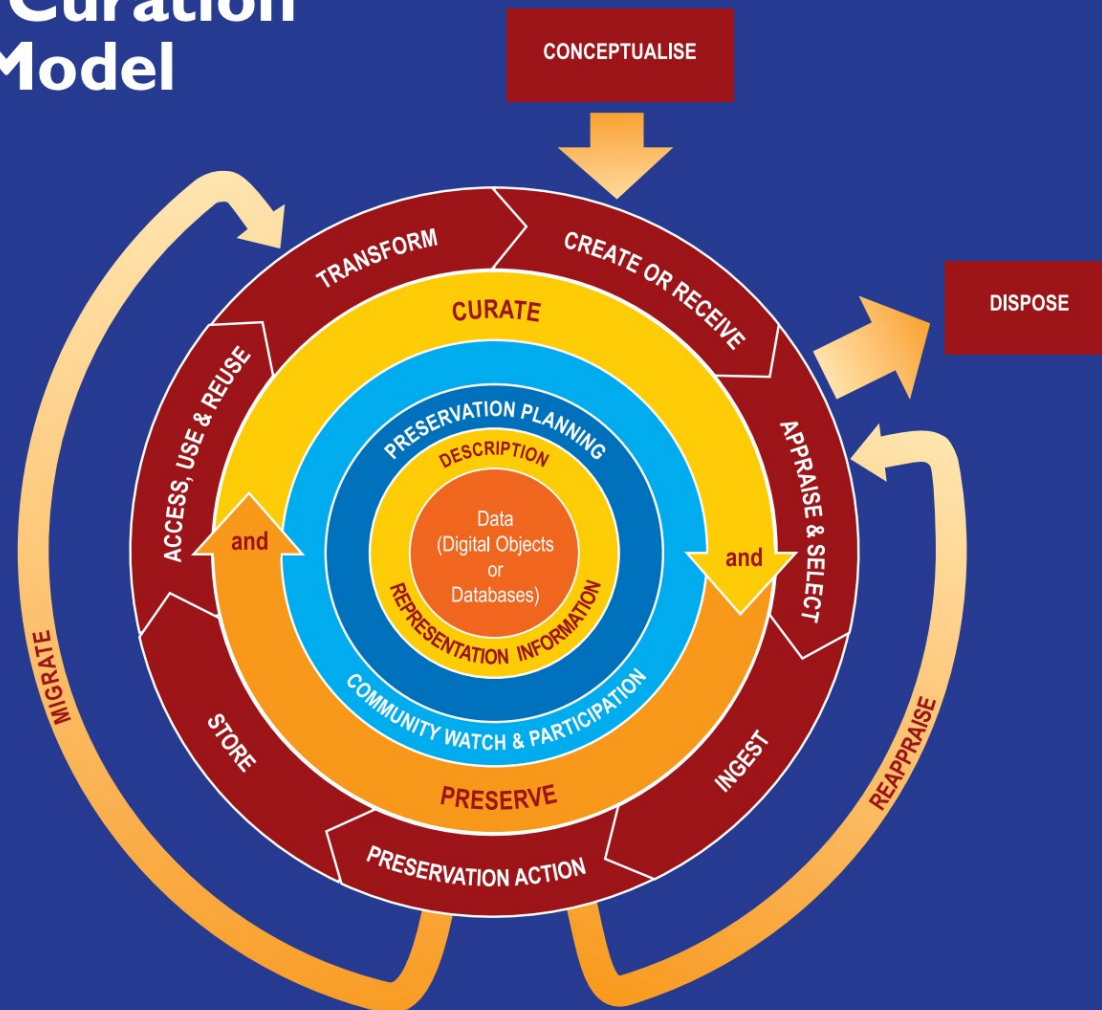 Curation
Model
CONCEPTUALISE
DISPOSE
TRANSFORM
CREATE OR RECEIVE
APPRAISE & SELECT
INGEST
PRESERVATION ACTION
STORE
ACCESS, USE & REUSE
CURATE
and
PRESERVE
and
PRESERVATION PLANNING
COMMUNITY WATCH & PARTICIPATION
DESCRIPTION
REPRESENTATION INFORMATION
Data
(Digital Objects
or
Databases)
MIGRATE
REAPPRAISE